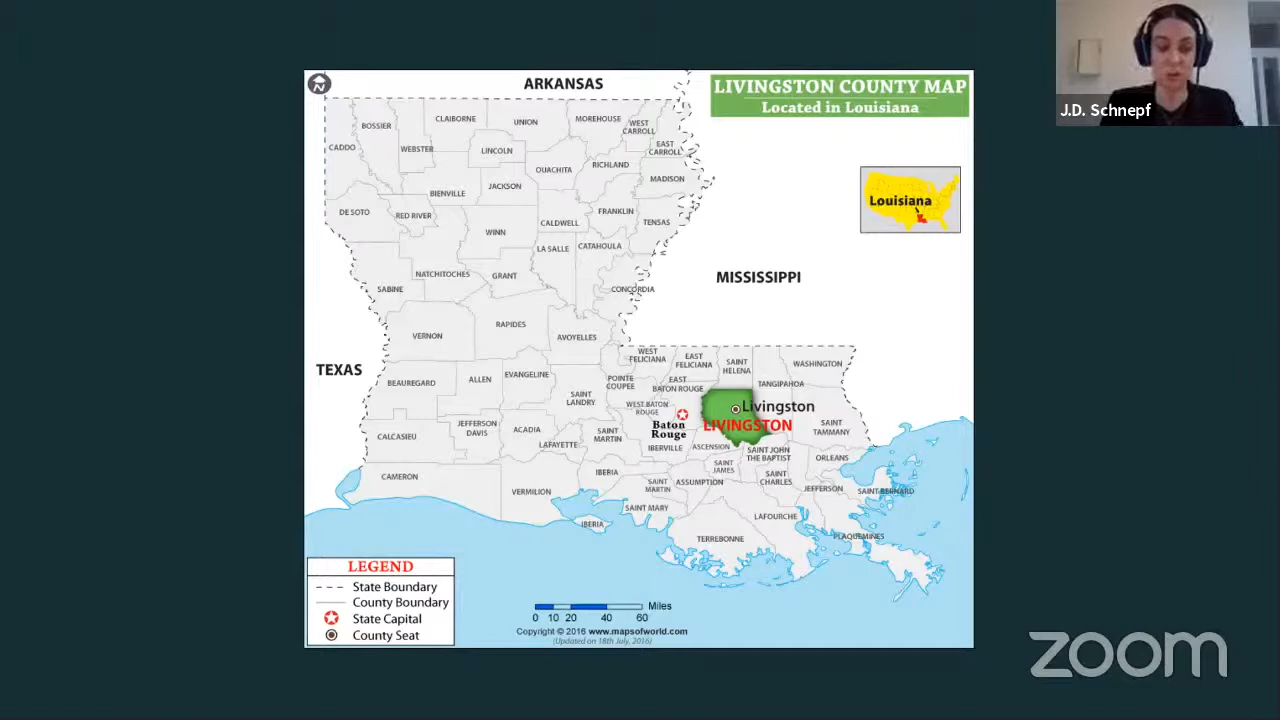 J.D. Schnepf
LIVINGSTON COUNTY MAP
Located in Louisiana
N
ARKANSAS
MISSISSIPPI
TEXAS
Louisiana
CADDO
BOSSIER
WEBSTER
CLAIBORNE
UNION
MOREHOUSE
WEST
CARROLL
EAST
CARROLL
LINCOLN
OUACHITA
RICHLAND
MADISON
BIENVILLE
JACKSON
DE SOTO
RED RIVER
WINN
CALDWELL
FRANKLIN
TENSAS
LA SALLE
CATAHOULA
SABINE
NATCHITOCHES
GRANT
CONCORDIA
VERNON
RAPIDES
AVOYELLES
WEST
FELICIANA
EAST
FELICIANA
SAINT
HELENA
WASHINGTON
TANGIPAHOA
BEAUREGARD
ALLEN
EVANGELINE
POINTE
COUPEE
EAST
BATON ROUGE
SAINT
LANDRY
WEST BATON
ROUGE
Baton
Rouge
Livingston
LIVINGSTON
SAINT
TAMMANY
CALCASIEU
JEFFERSON
DAVIS
ACADIA
LAFAYETTE
SAINT
MARTIN
IBERVILLE
ASCENSION
SAINT JOHN
THE BAPTIST
ORLEANS
CAMERON
VERMILION
IBERIA
SAINT
MARTIN
ASSUMPTION
SAINT
JAMES
SAINT
CHARLES
JEFFERSON
SAINT BERNARD
IBERIA
SAINT MARY
LAFOURCHE
TERREBONNE
PLAQUEMINES
LEGEND
State Boundary
County Boundary
State Capital
County Seat
Miles
0 10 20 40 60
Copyright © 2016 www.mapsofworld.com
(Updated on 18th July, 2016)
zoom